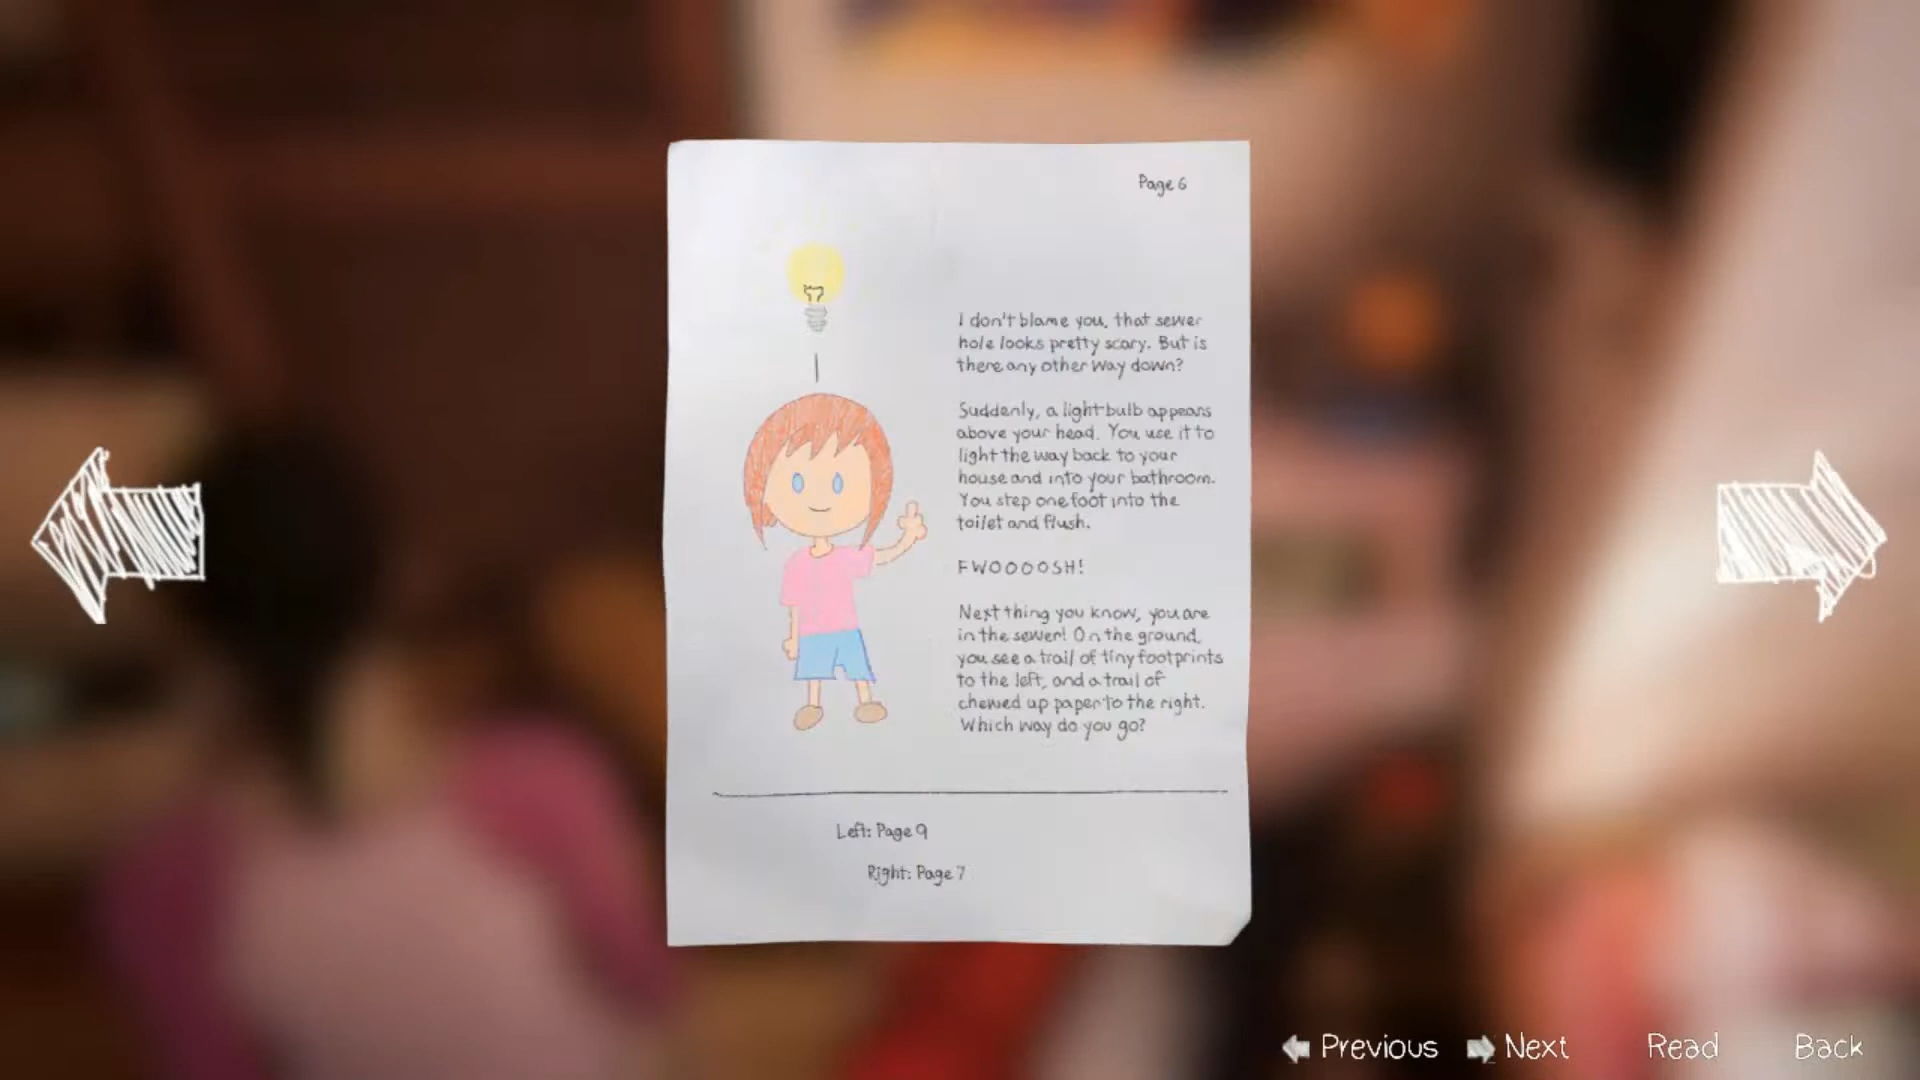 Page 6
I don't blame you, that sewer
hole looks pretty scary. But is
there any other way down?
Suddenly, a light bulb appears
above your head. You use it to
light the way back to your
house and into your bathroom.
You step one foot into the
toilet and flush.
FWOOOOSH!
Next thing you know, you are
in the sewer! On the ground,
you see a trail of tiny footprints
to the left, and a trail of
chewed up paper to the right.
Which way do you go?
Left: Page 9
Right: Page 7
Previous Next Read Back